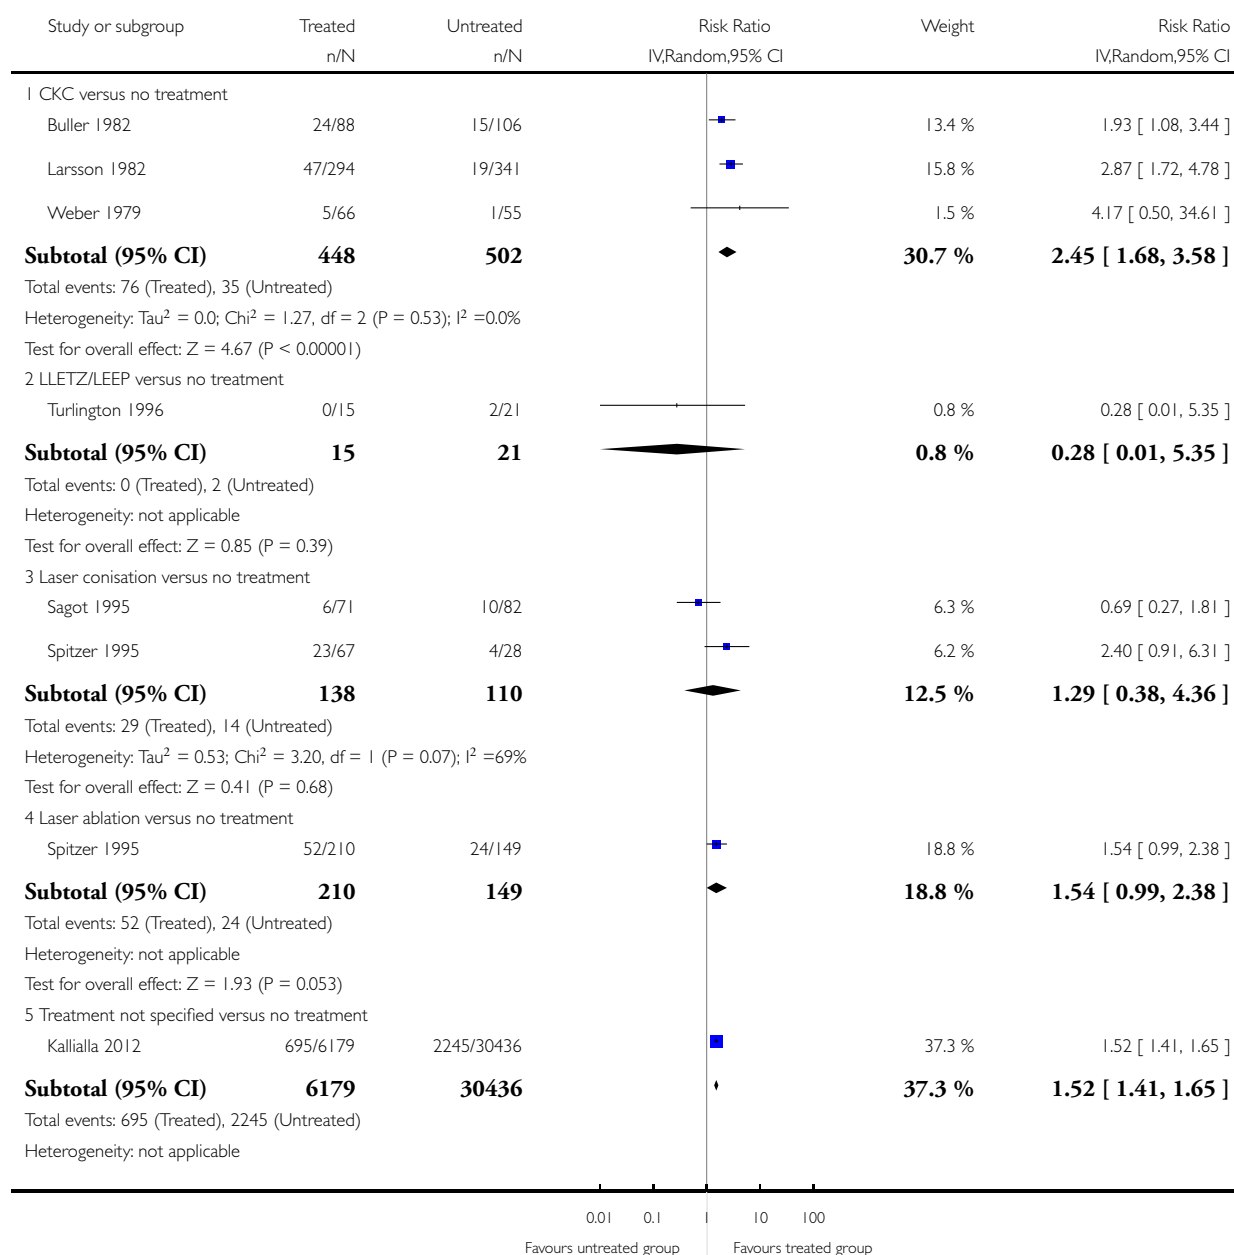 Study or subgroup Treated Untreated Risk Ratio Weight Risk Ratio
n/N n/N IV,Random,95% CI IV,Random,95% CI
1 CKC versus no treatment
Buller 1982 24/88 15/106 13.4 % 1.93 [ 1.08, 3.44 ]
Larsson 1982 47/294 19/341 15.8 % 2.87 [ 1.72, 4.78 ]
Weber 1979 5/66 1/55 1.5 % 4.17 [ 0.50, 34.61 ]
Subtotal (95% CI) 448 502 30.7 % 2.45 [ 1.68, 3.58 ]
Total events: 76 (Treated), 35 (Untreated)
Heterogeneity: Tau² = 0.0; Chi² = 1.27, df = 2 (P = 0.53); I² =0.0%
Test for overall effect: Z = 4.67 (P < 0.00001)
2 LLETZ/LEEP versus no treatment
Turlington 1996 0/15 2/21 0.8 % 0.28 [ 0.01, 5.35 ]
Subtotal (95% CI) 15 21 0.8 % 0.28 [ 0.01, 5.35 ]
Total events: 0 (Treated), 2 (Untreated)
Heterogeneity: not applicable
Test for overall effect: Z = 0.85 (P = 0.39)
3 Laser conisation versus no treatment
Sagot 1995 6/71 10/82 6.3 % 0.69 [ 0.27, 1.81 ]
Spitzer 1995 23/67 4/28 6.2 % 2.40 [ 0.91, 6.31 ]
Subtotal (95% CI) 138 110 12.5 % 1.29 [ 0.38, 4.36 ]
Total events: 29 (Treated), 14 (Untreated)
Heterogeneity: Tau² = 0.53; Chi² = 3.20, df = 1 (P = 0.07); I² =69%
Test for overall effect: Z = 0.41 (P = 0.68)
4 Laser ablation versus no treatment
Spitzer 1995 52/210 24/149 18.8 % 1.54 [ 0.99, 2.38 ]
Subtotal (95% CI) 210 149 18.8 % 1.54 [ 0.99, 2.38 ]
Total events: 52 (Treated), 24 (Untreated)
Heterogeneity: not applicable
Test for overall effect: Z = 1.93 (P = 0.053)
5 Treatment not specified versus no treatment
Kallialla 2012 695/6179 2245/30436 37.3 % 1.52 [ 1.41, 1.65 ]
Subtotal (95% CI) 6179 30436 37.3 % 1.52 [ 1.41, 1.65 ]
Total events: 695 (Treated), 2245 (Untreated)
Heterogeneity: not applicable
0.01 0.1 1 10 100
Favours untreated group Favours treated group